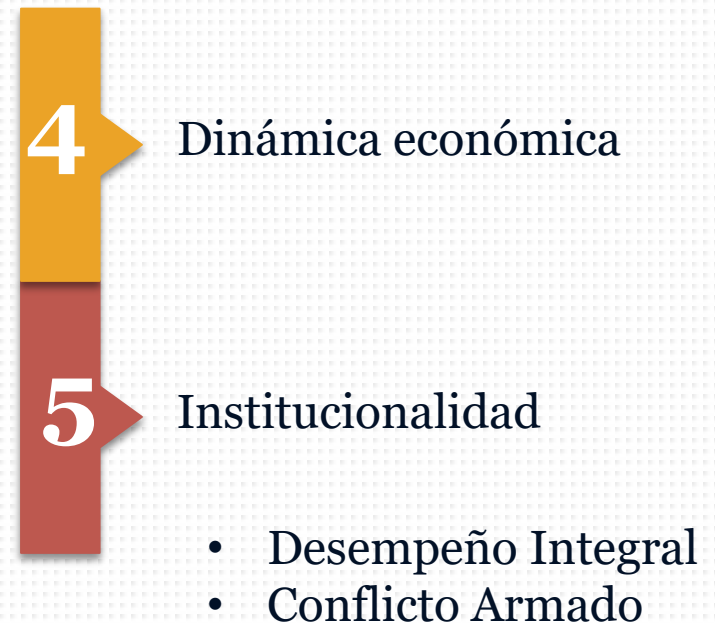 4 Dinámica económica
5 Institucionalidad
• Desempeño Integral
• Conflicto Armado